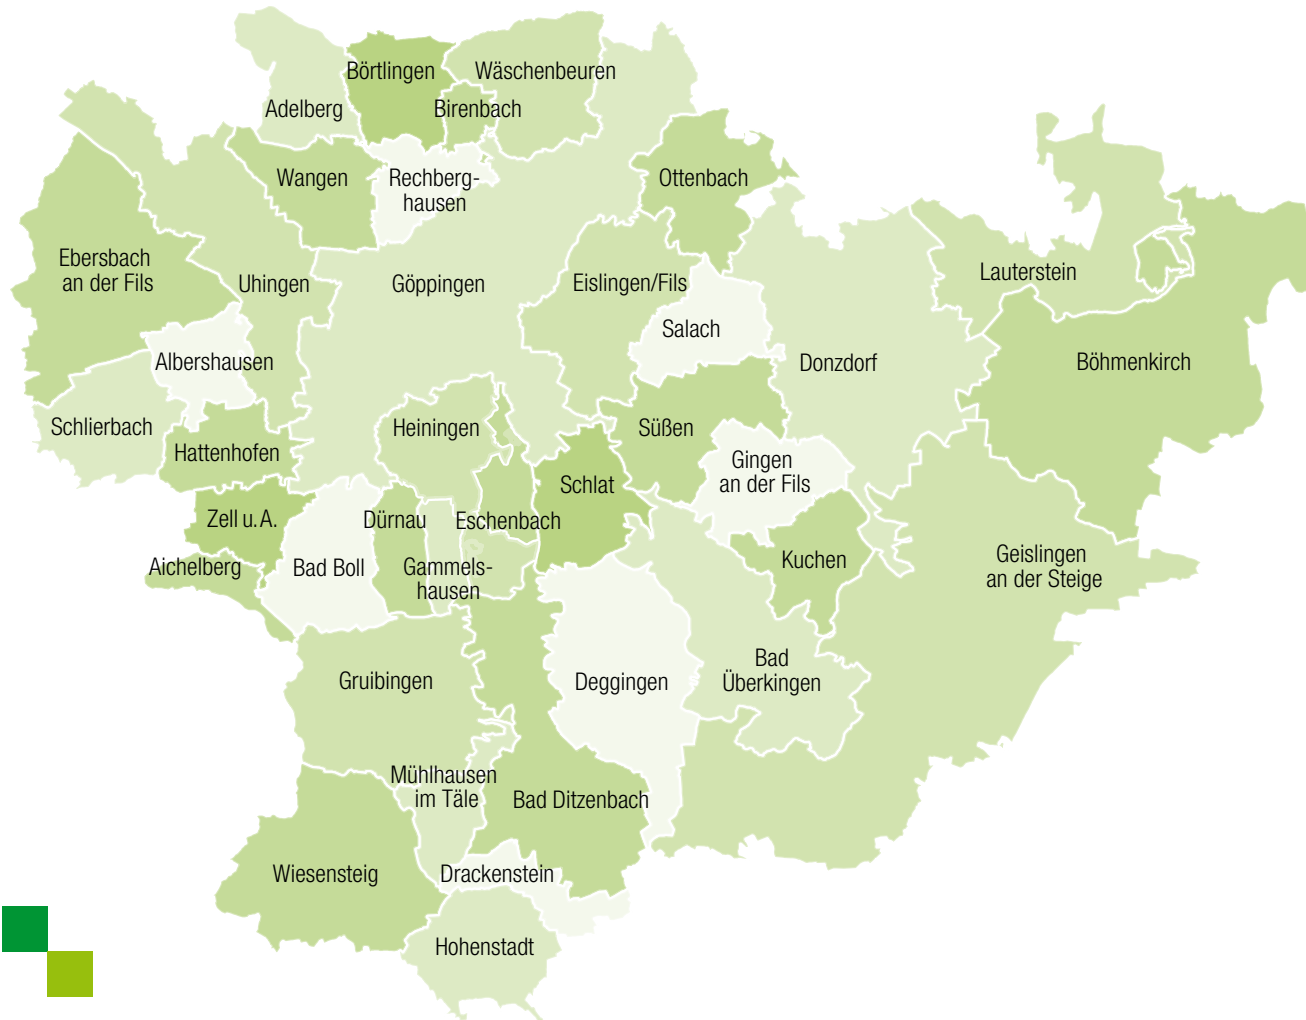 Börtlingen
Wäschenbeuren
Adelberg
Birenbach
Wangen
Rechberg-
hausen
Ottenbach
Ebersbach
an der Fils
Uhingen
Göppingen
Eislingen/Fils
Lauterstein
Salach
Albershausen
Donzdorf
Böhmenkirch
Schlierbach
Heiningen
Süßen
Hattenhofen
Gingen
an der Fils
Schlat
Zell u. A.
Dürnau
Eschenbach
Aichelberg
Bad Boll
Gammels-
hausen
Kuchen
Geislingen
an der Steige
Gruibingen
Deggingen
Bad
Überkingen
Mühlhausen
im Täle
Bad Ditzenbach
Wiesensteig
Drackenstein
Hohenstadt